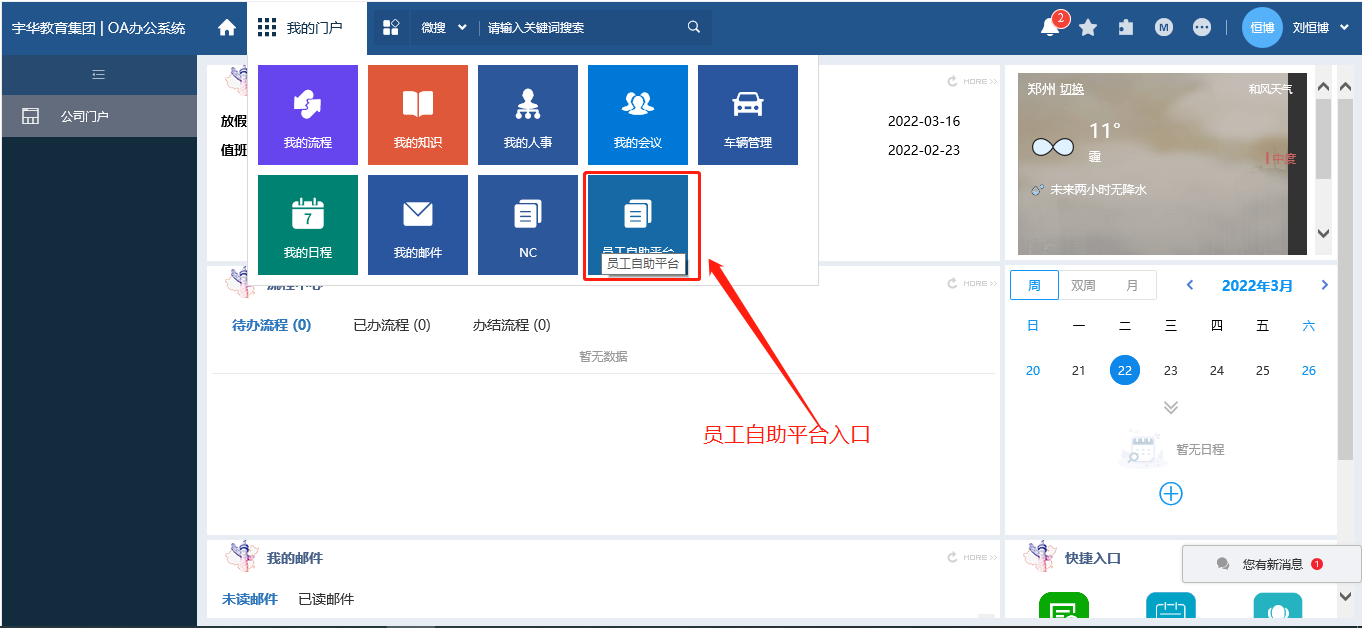 宇华教育集团 | OA办公系统
我的门户
微搜
请输入关键词搜索
2
M
恒博
刘恒博
公司门户
我的流程
我的知识
我的人事
我的会议
车辆管理
7
我的日程
我的邮件
NC
员工自助平台
员工自助平台
放假
值班
MORE >>
2022-03-16
2022-02-23
郑州 切换
和风天气
11°
霾
中度
未来两小时无降水
流程中心
MORE >>
待办流程 (0)
已办流程 (0)
办结流程 (0)
暂无数据
员工自助平台入口
周
双周
月
2022年3月
日 一 二 三 四 五 六
20 21 22 23 24 25 26
暂无日程
我的邮件
MORE >>
未读邮件
已读邮件
快捷入口
您有新消息
1